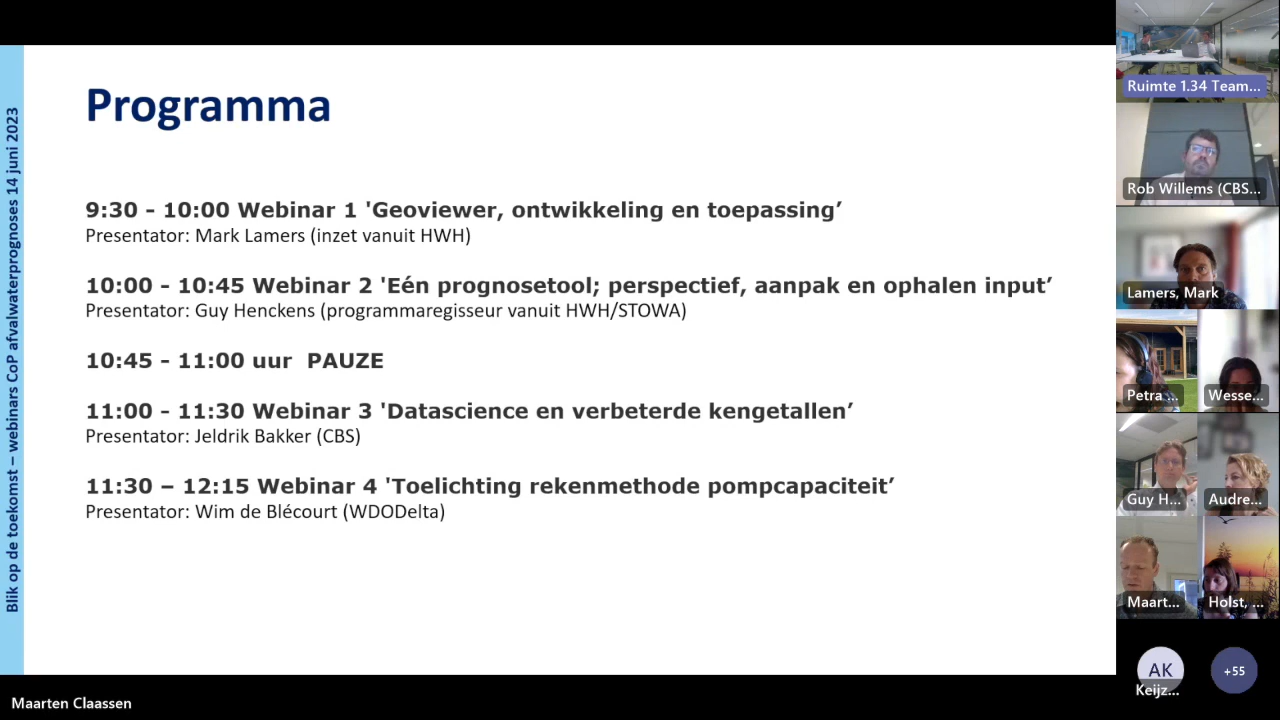 Blik op de toekomst – webinars CoP afvalwaterprognoses 14 juni 2023
Programma
9:30 - 10:00 Webinar 1 'Geoviewer, ontwikkeling en toepassing’
Presentator: Mark Lamers (inzet vanuit HWH)
10:00 - 10:45 Webinar 2 'Eén prognosetool; perspectief, aanpak en ophalen input’
Presentator: Guy Henckens (programmaregisseur vanuit HWH/STOWA)
10:45 - 11:00 uur  PAUZE
11:00 - 11:30 Webinar 3 'Datascience en verbeterde kengetallen’
Presentator: Jeldrik Bakker (CBS)
11:30 – 12:15 Webinar 4 'Toelichting rekenmethode pompcapaciteit’
Presentator: Wim de Blécourt (WDODelta)
Maarten Claassen
Ruimte 1.34 Team...
Rob Willems (CBS...
Lamers, Mark
Petra ...
Wesse...
Guy H...
Audre...
Maart...
Holst, ...
AK
Keijz...
+55